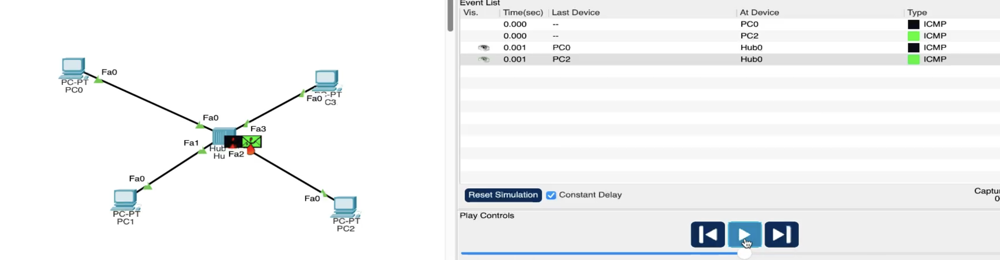 Fa0
PC-PT
PC0
Fa0
-PT
C3
Fa0
Fa3
Fa1
Hub
Hu
Fa2
Fa0
PC-PT
PC1
Fa0
PC-PT
PC2
Event List
Vis. Time(sec) Last Device At Device Type
0.000 -- PC0 ICMP
0.000 -- PC2 ICMP
0.001 PC0 Hub0 ICMP
0.001 PC2 Hub0 ICMP
Reset Simulation Constant Delay
Captu
0
Play Controls